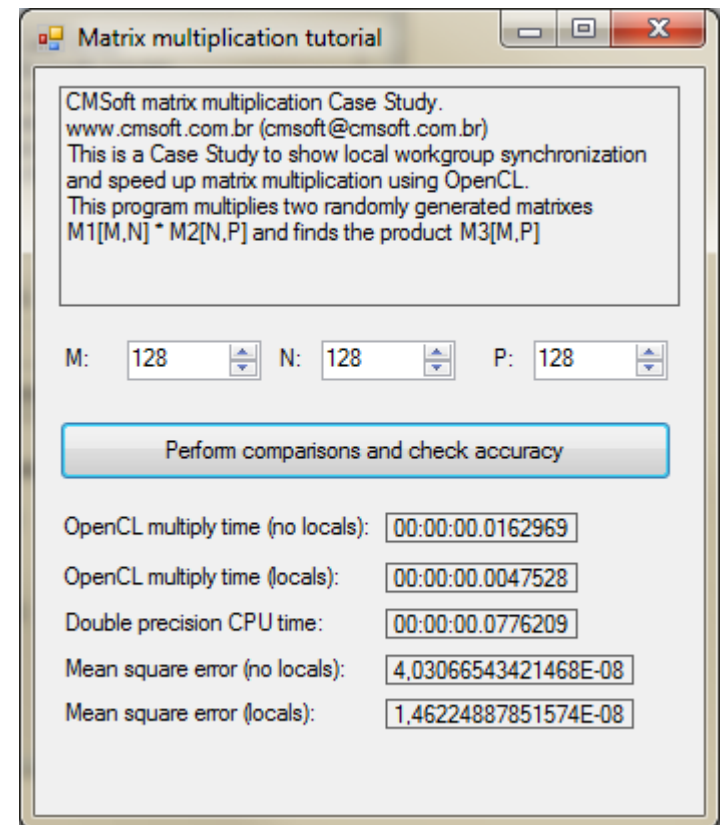 Matrix multiplication tutorial
CMSoft matrix multiplication Case Study.
www.cmsoft.com.br (cmsoft@cmsoft.com.br)
This is a Case Study to show local workgroup synchronization
and speed up matrix multiplication using OpenCL.
This program multiplies two randomly generated matrixes
M1[M,N] * M2[N,P] and finds the product M3[M,P]
M: 128 N: 128 P: 128
Perform comparisons and check accuracy
OpenCL multiply time (no locals): 00:00:00.0162969
OpenCL multiply time (locals): 00:00:00.0047528
Double precision CPU time: 00:00:00.0776209
Mean square error (no locals): 4,03066543421468E-08
Mean square error (locals): 1,46224887851574E-08